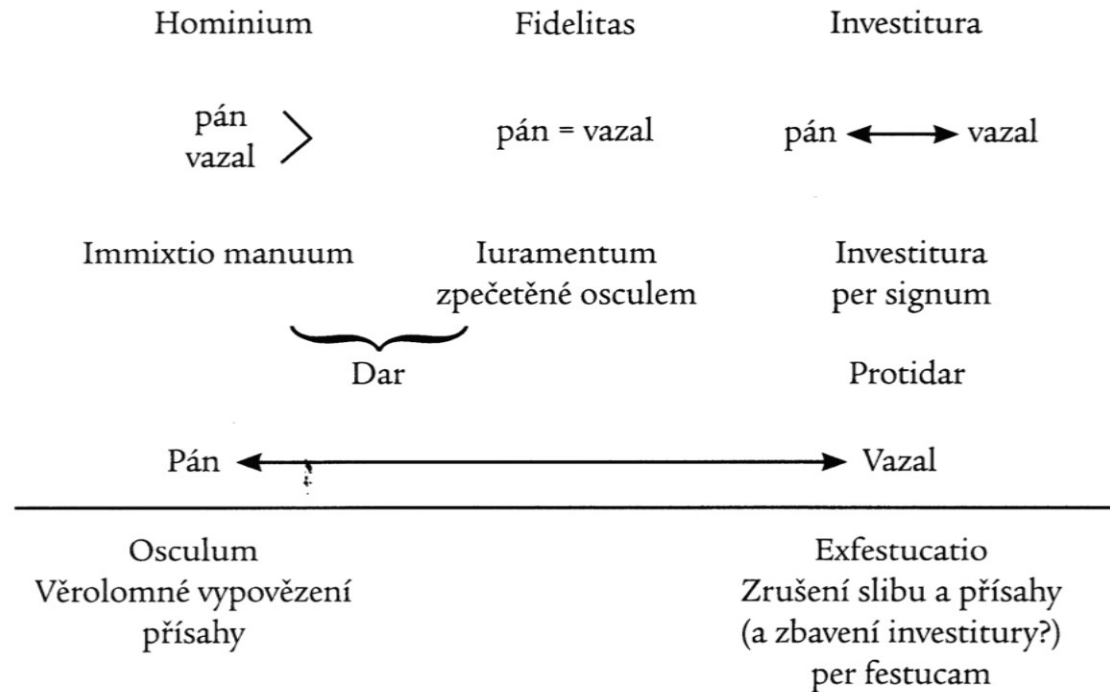 Hominium Fidelitas Investitura
pán
vazal
pán = vazal
pán vazal
Immixtio manuum
Iuramentum
zpečetěné osculem
Investitura
per signum
Dar
Protidar
Pán Vazal
Osculum
Věrolomné vypovězení
přísahy
Exfestucatio
Zrušení slibu a přísahy
(a zbavení investitury?)
per festucam